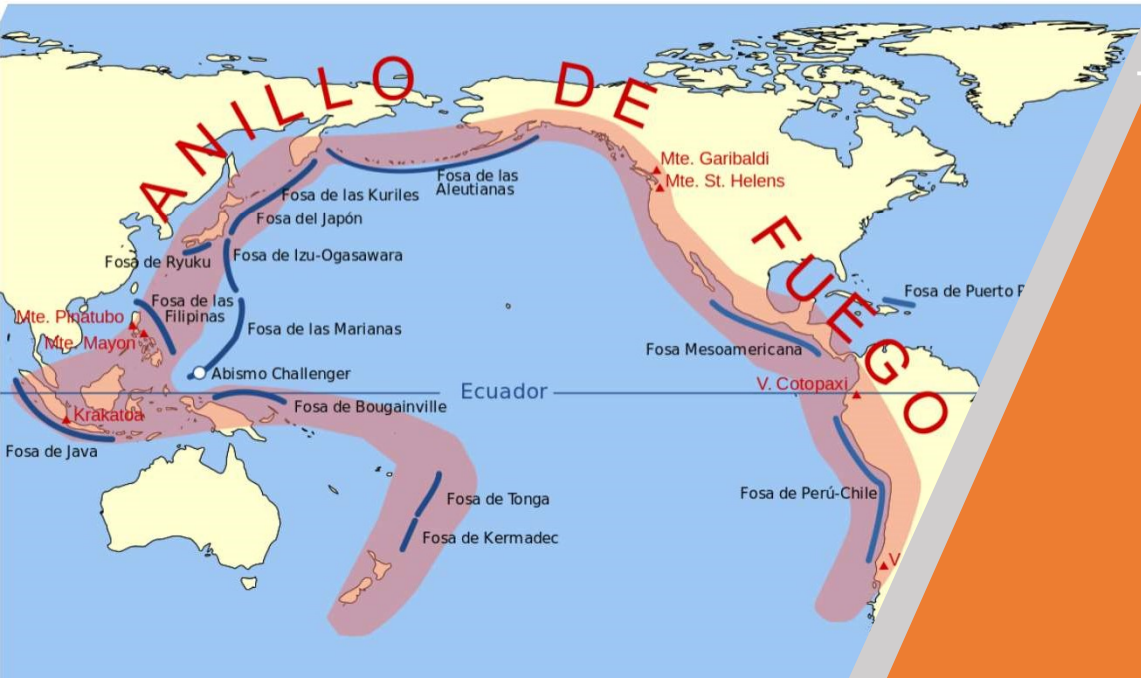 ANILLO DE FUEGO
Mte. Garibaldi
Mte. St. Helens
Fosa de las
Aleutianas
Fosa de las Kuriles
Fosa del Japón
Fosa de Izu-Ogasawara
Fosa de Ryuku
Fosa de Puerto
Fosa de las
Filipinas
Mte. Pinatubo
Fosa de las Marianas
Mte. Mayon
Fosa Mesoamericana
Abismo Challenger
V. Cotopaxi
Ecuador
Fosa de Bougainville
Krakatoa
Fosa de Java
Fosa de Perú-Chile
Fosa de Tonga
Fosa de Kermadec
V